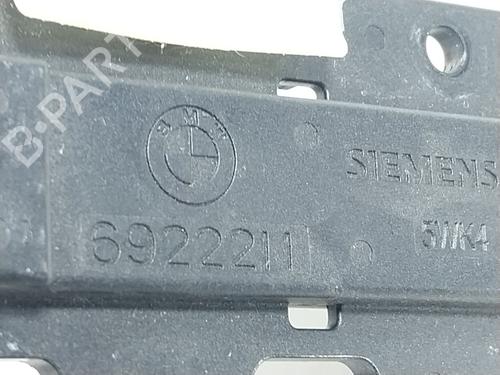 B-PARTS
BMW
SIEMENS
6922211
5WK4